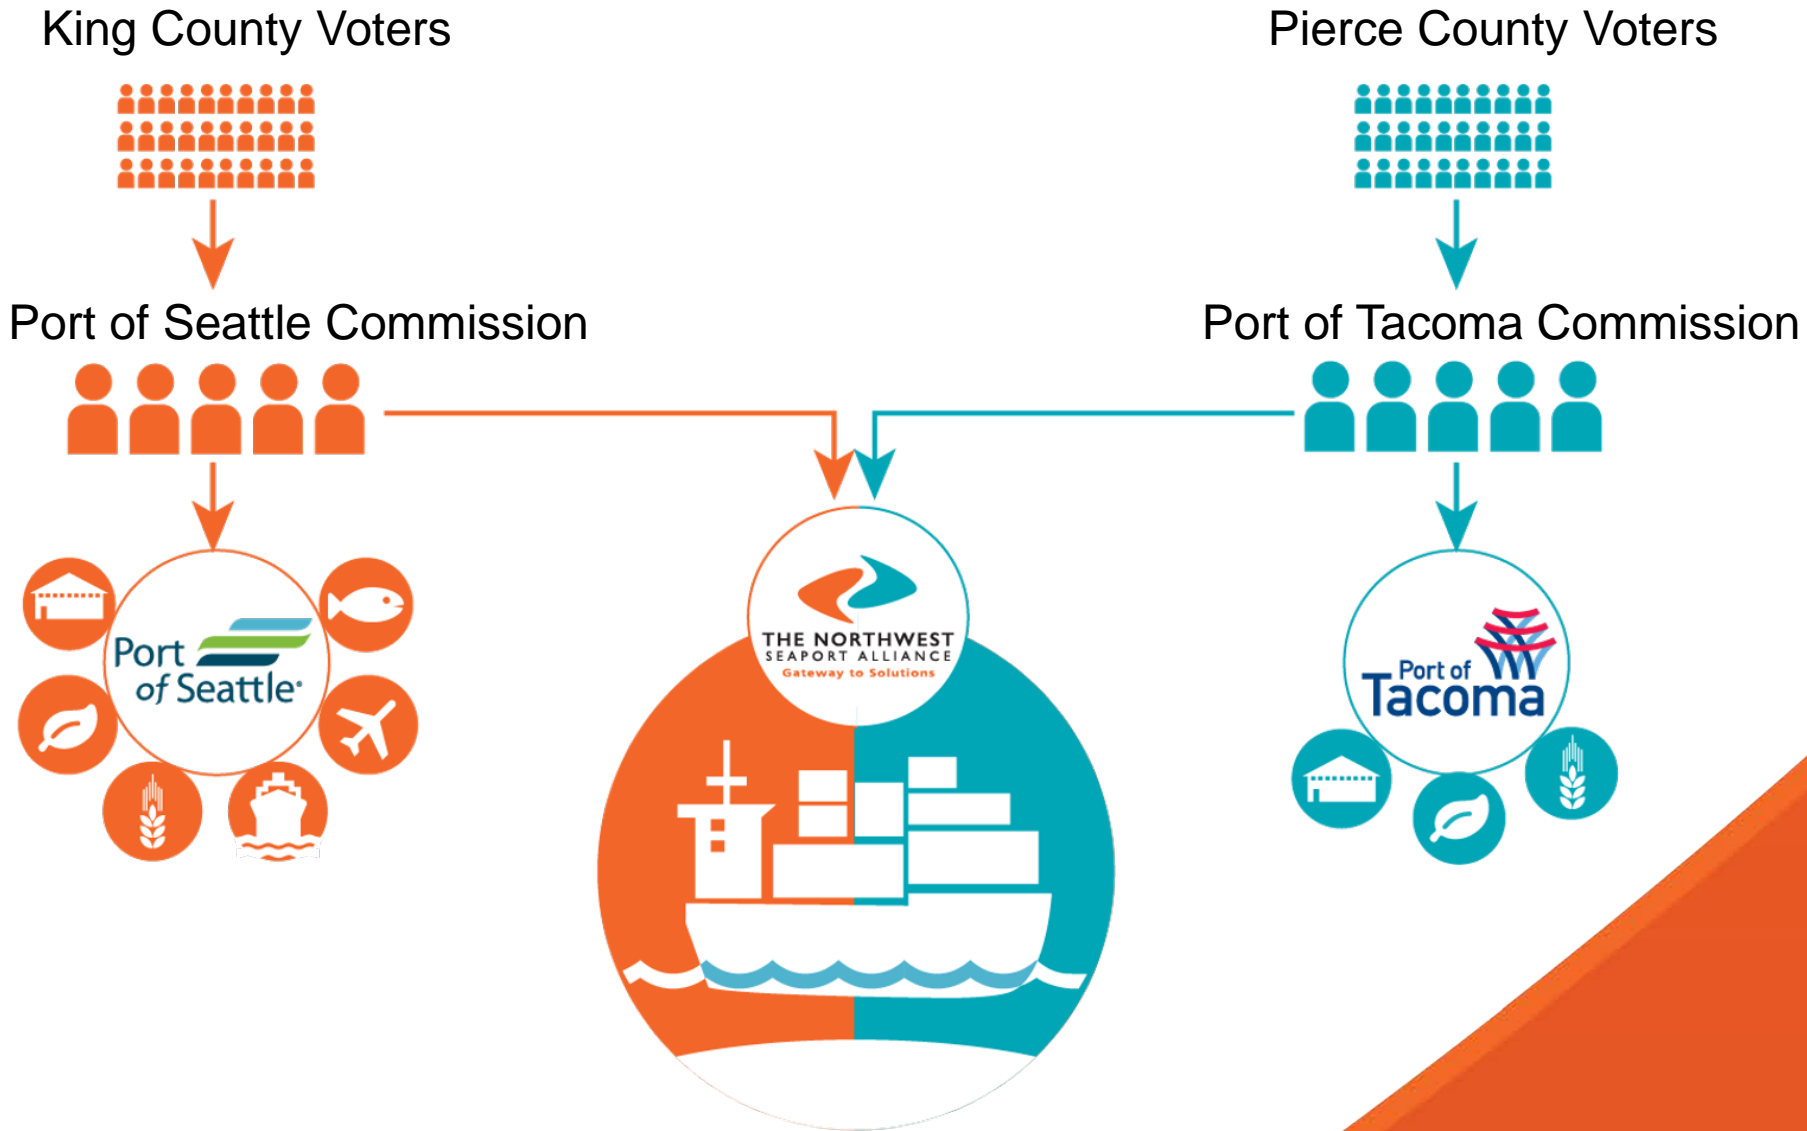 King County Voters
Pierce County Voters
Port of Seattle Commission
Port of Tacoma Commission
Port
of Seattle®
THE NORTHWEST
SEAPORT ALLIANCE
Gateway to Solutions
Port of
Tacoma